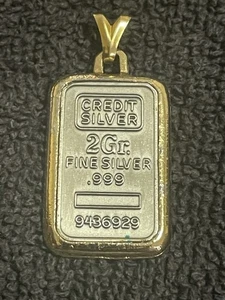 CREDIT
SILVER
2Gr.
FINE SILVER
.999
9436929